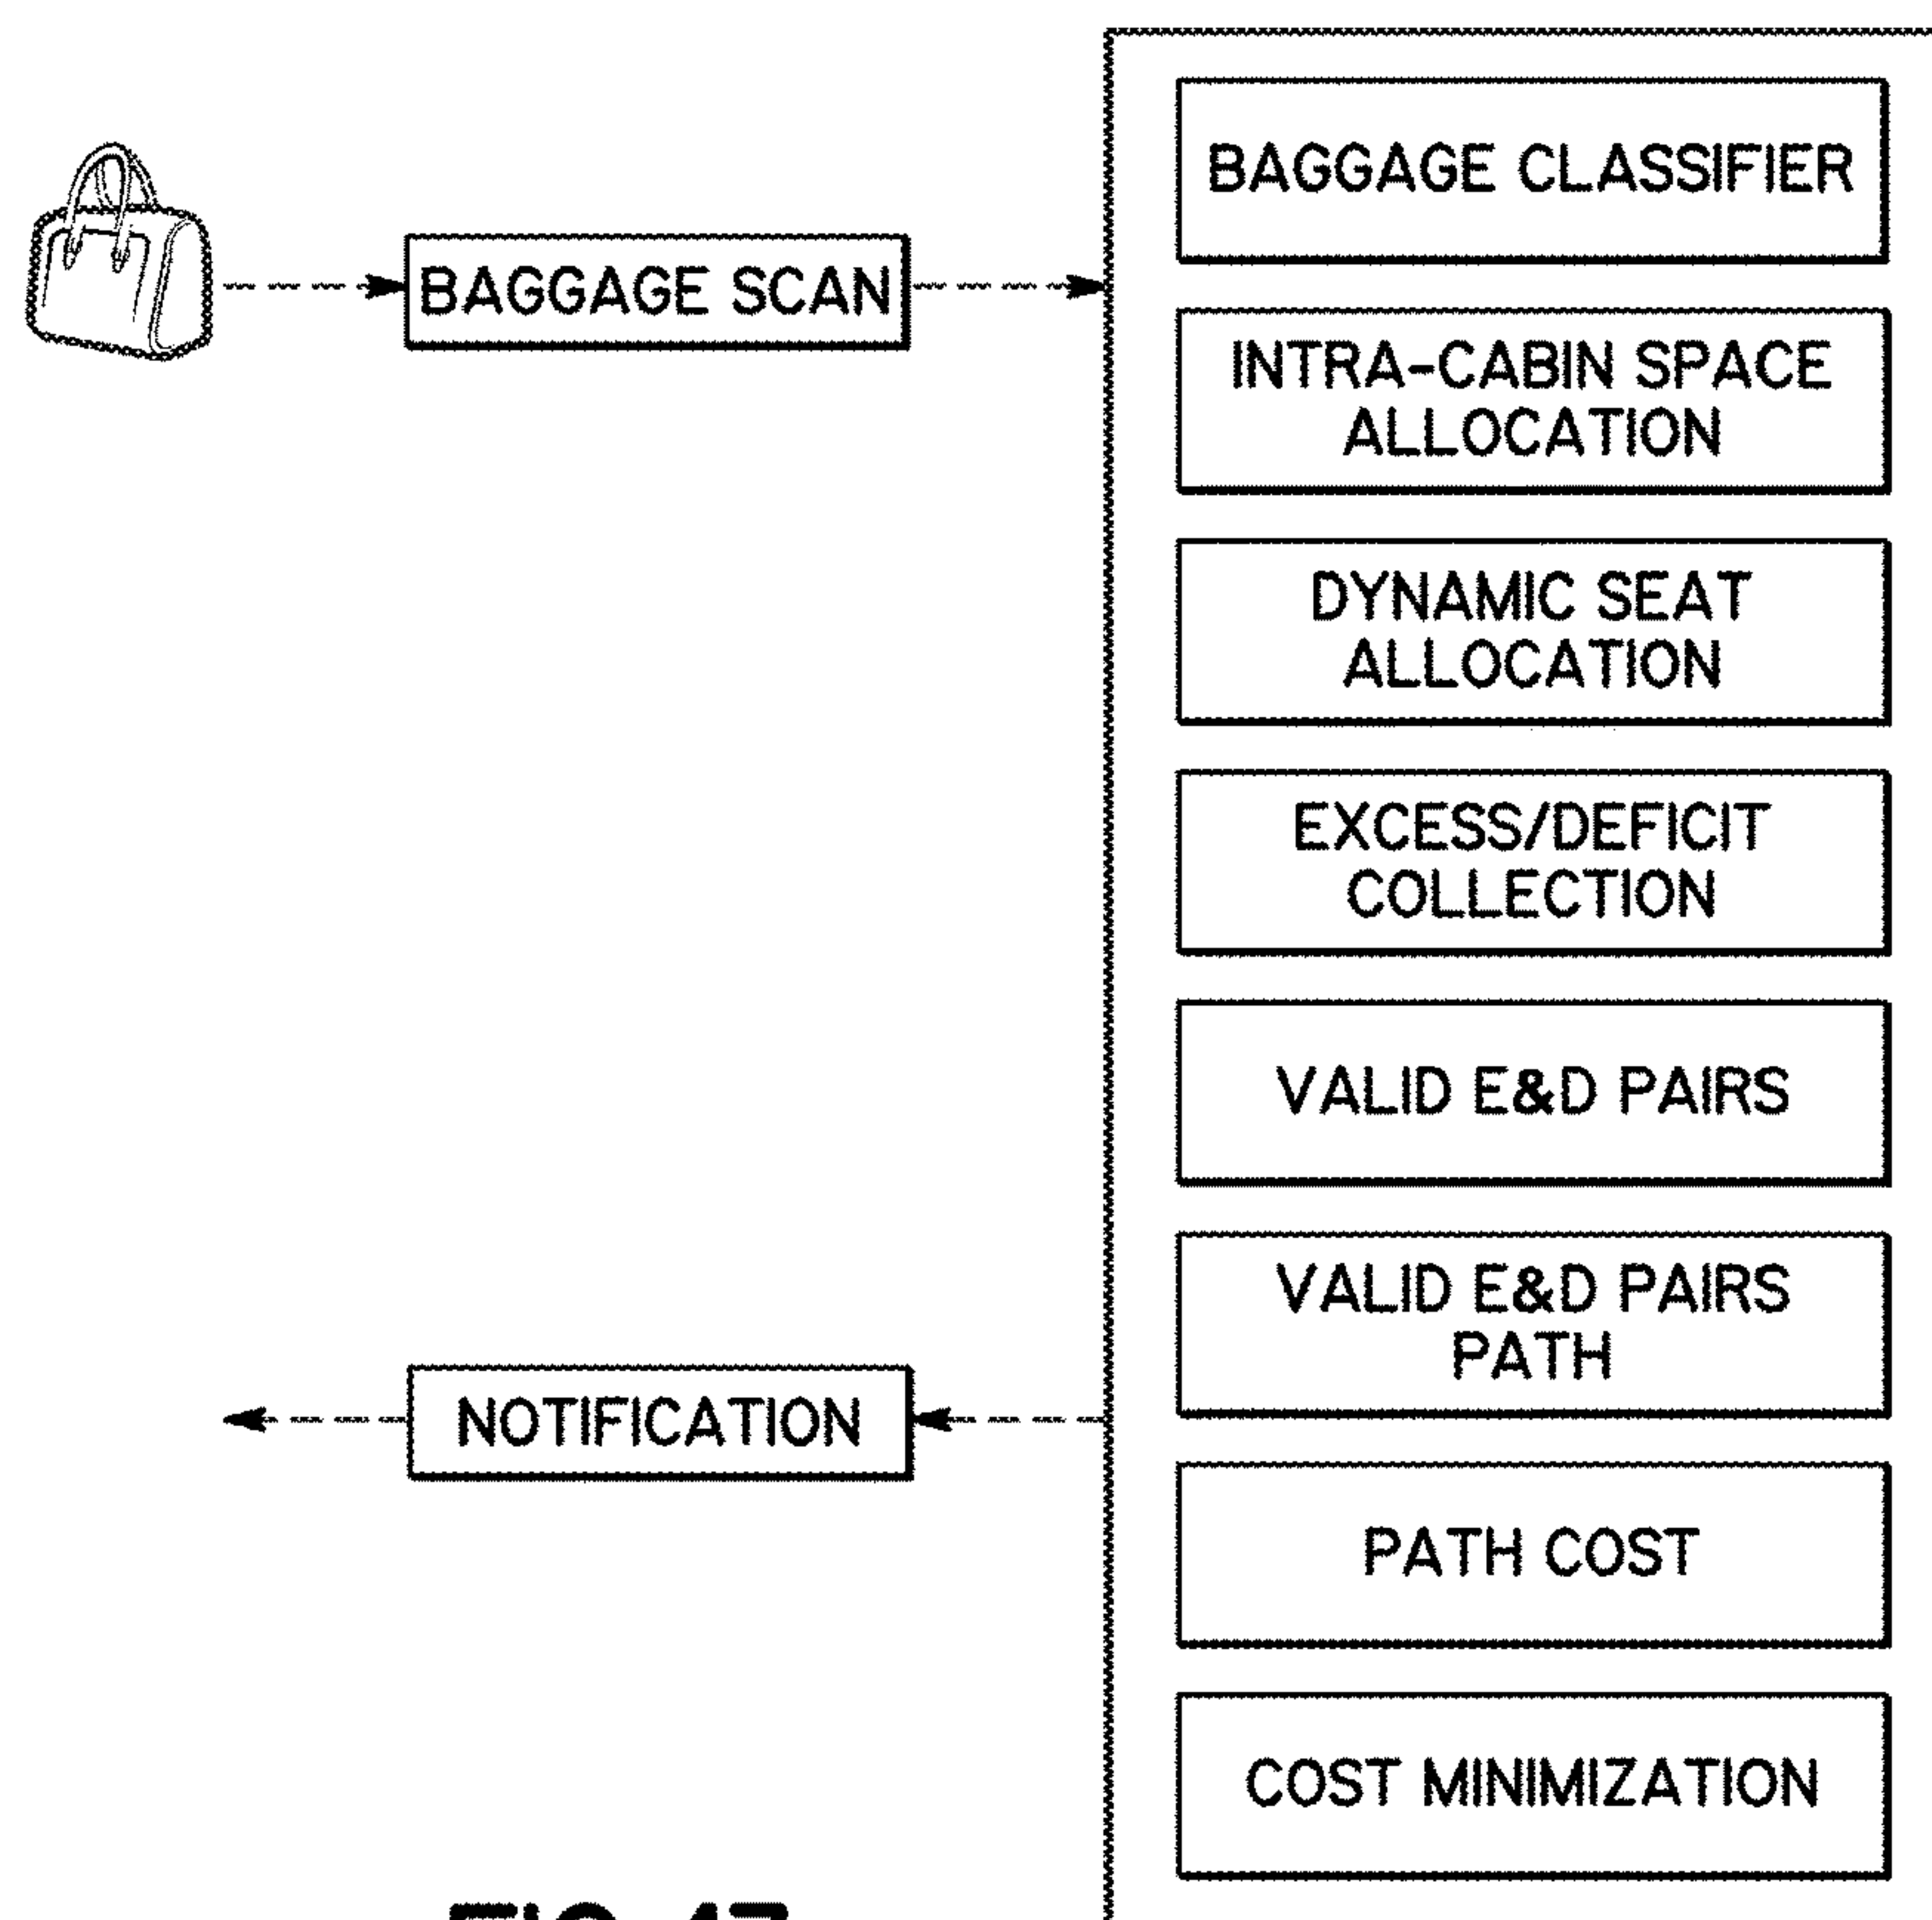 BAGGAGE SCAN
NOTIFICATION
BAGGAGE CLASSIFIER
INTRA-CABIN SPACE
ALLOCATION
DYNAMIC SEAT
ALLOCATION
EXCESS/DEFICIT
COLLECTION
VALID E&D PAIRS
VALID E&D PAIRS
PATH
PATH COST
COST MINIMIZATION